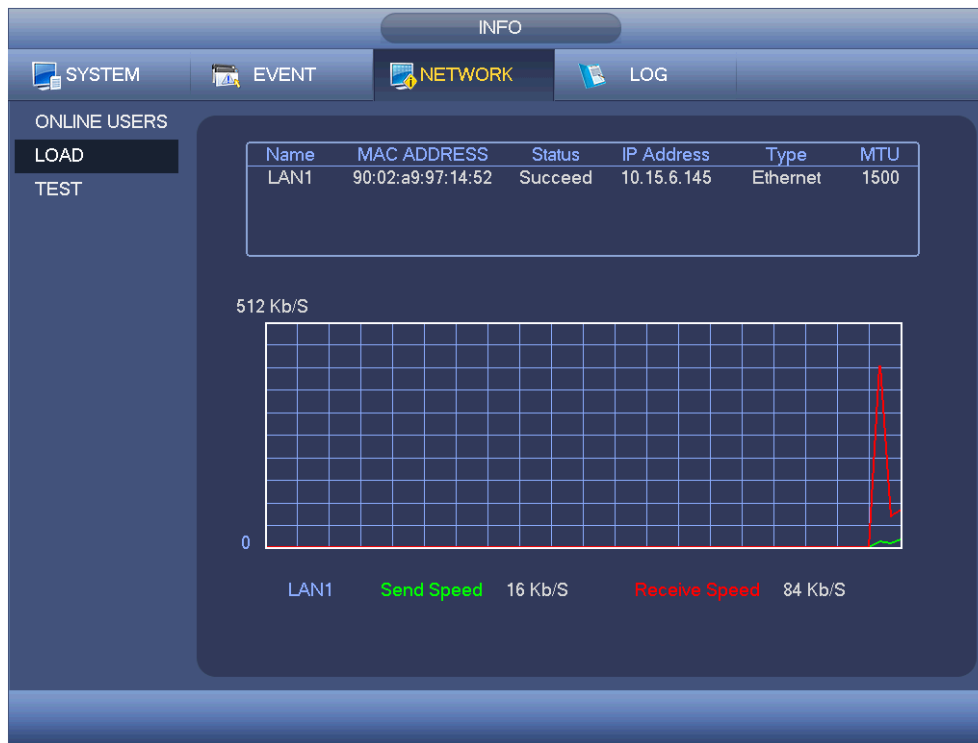 INFO
SYSTEM EVENT NETWORK LOG
ONLINE USERS
LOAD
TEST
Name MAC ADDRESS Status IP Address Type MTU
LAN1 90:02:a9:97:14:52 Succeed 10.15.6.145 Ethernet 1500
512 Kb/S
0
LAN1 Send Speed 16 Kb/S Receive Speed 84 Kb/S